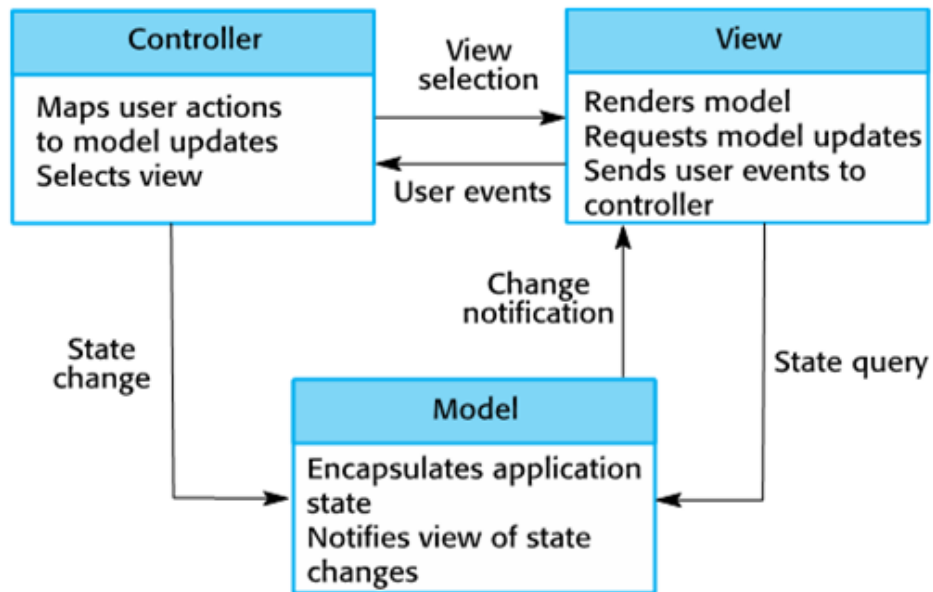 Controller
Maps user actions
to model updates
Selects view
View
selection
User events
View
Renders model
Requests model updates
Sends user events to
controller
State
change
Change
notification
State query
Model
Encapsulates application
state
Notifies view of state
changes